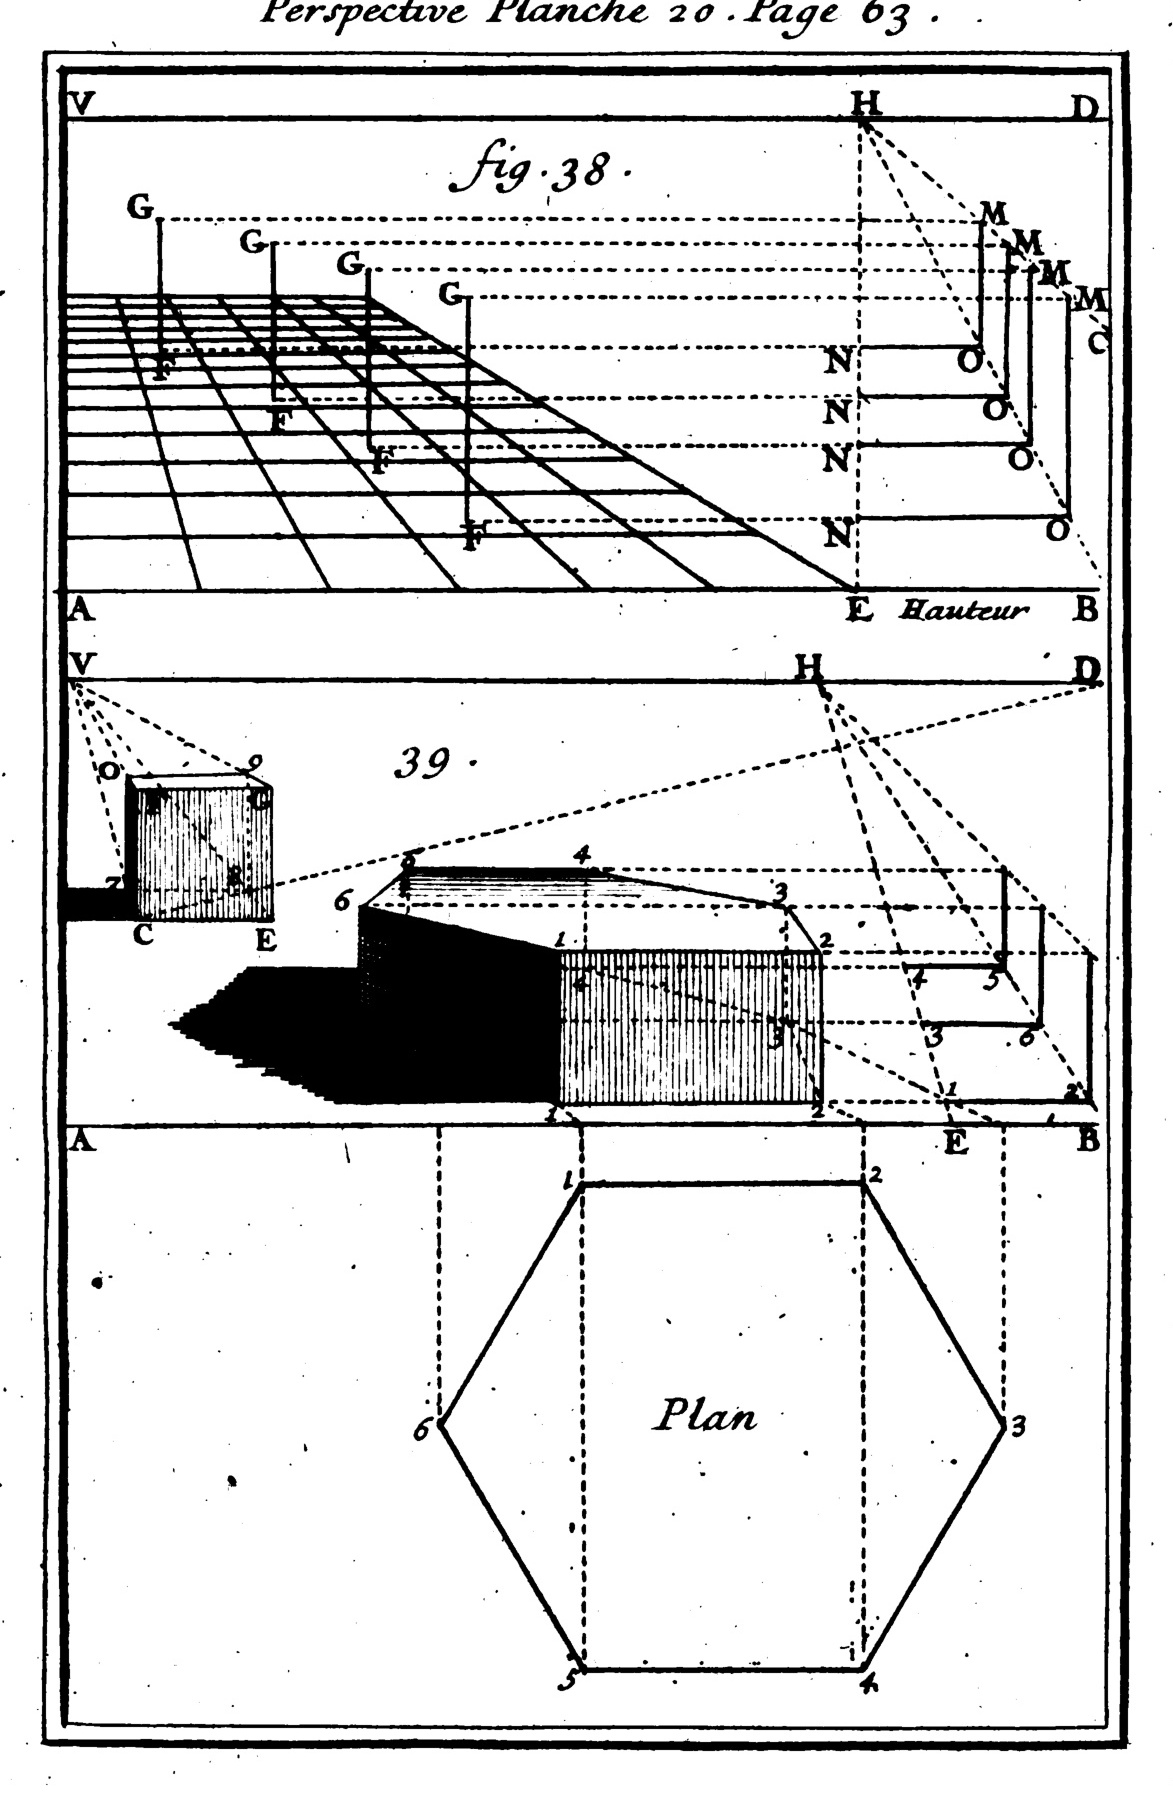 Perspective Planche 20. Page 63.
V H D
fig. 38.
G M
G M
G M
G M
C
F N O
F N O
F N O
F N O
A E Hauteur B
V H D
39.
O 9
F G
7 8
C E
5 4
6 3
1 2
4 4 5
3 3 6
1 2 1 2
A E B
1 2
6 Plan 3
5 4